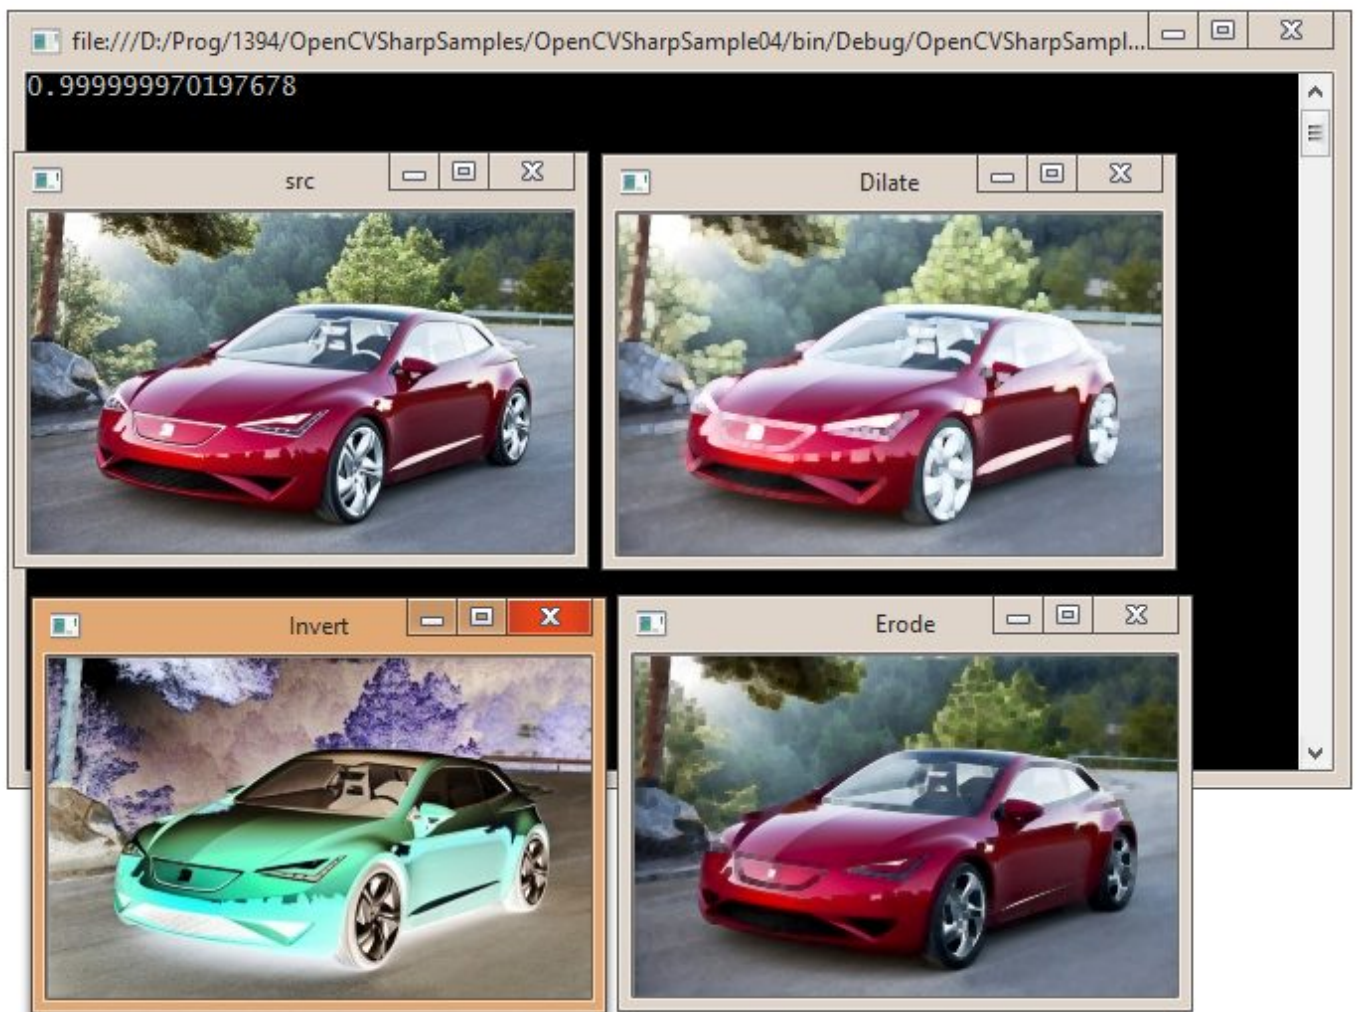 file:///D:/Prog/1394/OpenCVSharpSamples/OpenCVSharpSample04/bin/Debug/OpenCVSharpSampl...
0.999999970197678
src
Dilate
Invert
Erode